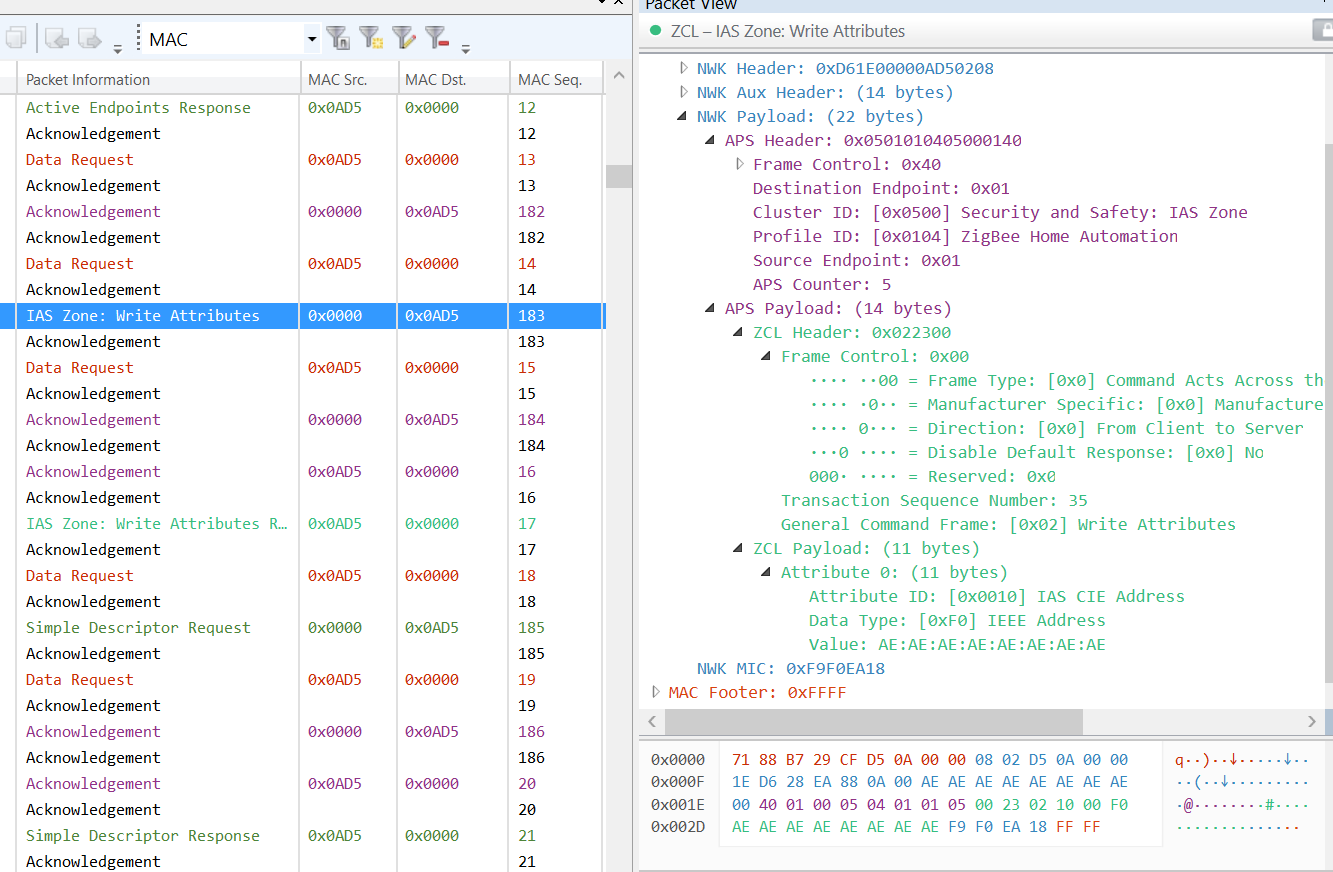 MAC
Packet Information MAC Src. MAC Dst. MAC Seq.
Active Endpoints Response 0x0AD5 0x0000 12
Acknowledgement 12
Data Request 0x0AD5 0x0000 13
Acknowledgement 13
Acknowledgement 0x0000 0x0AD5 182
Acknowledgement 182
Data Request 0x0AD5 0x0000 14
Acknowledgement 14
IAS Zone: Write Attributes 0x0000 0x0AD5 183
Acknowledgement 183
Data Request 0x0AD5 0x0000 15
Acknowledgement 15
Acknowledgement 0x0000 0x0AD5 184
Acknowledgement 184
Acknowledgement 0x0AD5 0x0000 16
Acknowledgement 16
IAS Zone: Write Attributes R… 0x0AD5 0x0000 17
Acknowledgement 17
Data Request 0x0AD5 0x0000 18
Acknowledgement 18
Simple Descriptor Request 0x0000 0x0AD5 185
Acknowledgement 185
Data Request 0x0AD5 0x0000 19
Acknowledgement 19
Acknowledgement 0x0000 0x0AD5 186
Acknowledgement 186
Acknowledgement 0x0AD5 0x0000 20
Acknowledgement 20
Simple Descriptor Response 0x0AD5 0x0000 21
Acknowledgement 21
Packet View
ZCL – IAS Zone: Write Attributes
NWK Header: 0xD61E00000AD50208
NWK Aux Header: (14 bytes)
NWK Payload: (22 bytes)
APS Header: 0x0501010405000140
Frame Control: 0x40
Destination Endpoint: 0x01
Cluster ID: [0x0500] Security and Safety: IAS Zone
Profile ID: [0x0104] ZigBee Home Automation
Source Endpoint: 0x01
APS Counter: 5
APS Payload: (14 bytes)
ZCL Header: 0x022300
Frame Control: 0x00
···· ··00 = Frame Type: [0x0] Command Acts Across th
···· ·0·· = Manufacturer Specific: [0x0] Manufacture
···· 0··· = Direction: [0x0] From Client to Server
···0 ···· = Disable Default Response: [0x0] No
000· ···· = Reserved: 0x0
Transaction Sequence Number: 35
General Command Frame: [0x02] Write Attributes
ZCL Payload: (11 bytes)
Attribute 0: (11 bytes)
Attribute ID: [0x0010] IAS CIE Address
Data Type: [0xF0] IEEE Address
Value: AE:AE:AE:AE:AE:AE:AE:AE
NWK MIC: 0xF9F0EA18
MAC Footer: 0xFFFF
0x0000 71 88 B7 29 CF D5 0A 00 00 08 02 D5 0A 00 00 q··)··↓·····↓··
0x000F 1E D6 28 EA 88 0A 00 AE AE AE AE AE AE AE AE ··(··↓·········
0x001E 00 40 01 00 05 04 01 01 05 00 23 02 10 00 F0 ·@········#····
0x002D AE AE AE AE AE AE AE AE F9 F0 EA 18 FF FF ··············